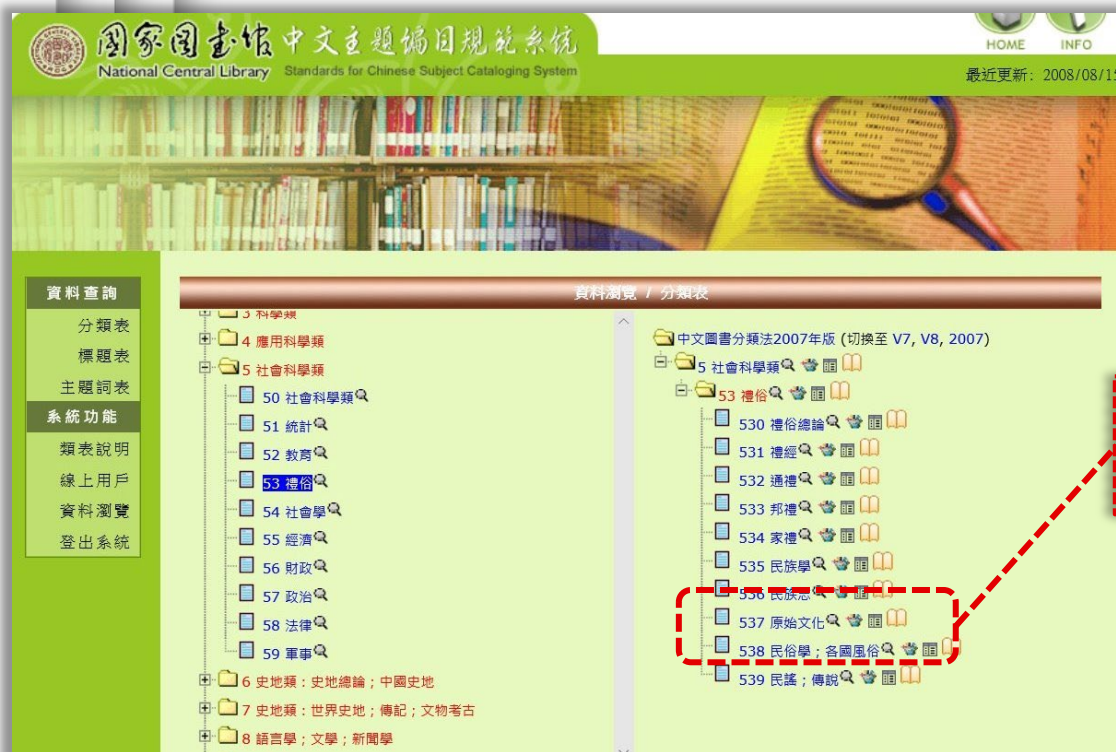 國家圖書館中文主題編目規範系統
National Central Library Standards for Chinese Subject Cataloging System
HOME INFO
最近更新: 2008/08/15
資料查詢
分類表
標題表
主題詞表
系統功能
類表說明
線上用戶
資料瀏覽
登出系統
資料瀏覽 / 分類表
3 科學類
4 應用科學類
5 社會科學類
50 社會科學類
51 統計
52 教育
53 禮俗
54 社會學
55 經濟
56 財政
57 政治
58 法律
59 軍事
6 史地類：史地總論；中國史地
7 史地類：世界史地；傳記；文物考古
8 語言學；文學；新聞學
中文圖書分類法2007年版 (切換至 V7, V8, 2007)
5 社會科學類
53 禮俗
530 禮俗總論
531 禮經
532 通禮
533 邦禮
534 家禮
535 民族學
536 民族志
537 原始文化
538 民俗學；各國風俗
539 民謠；傳說